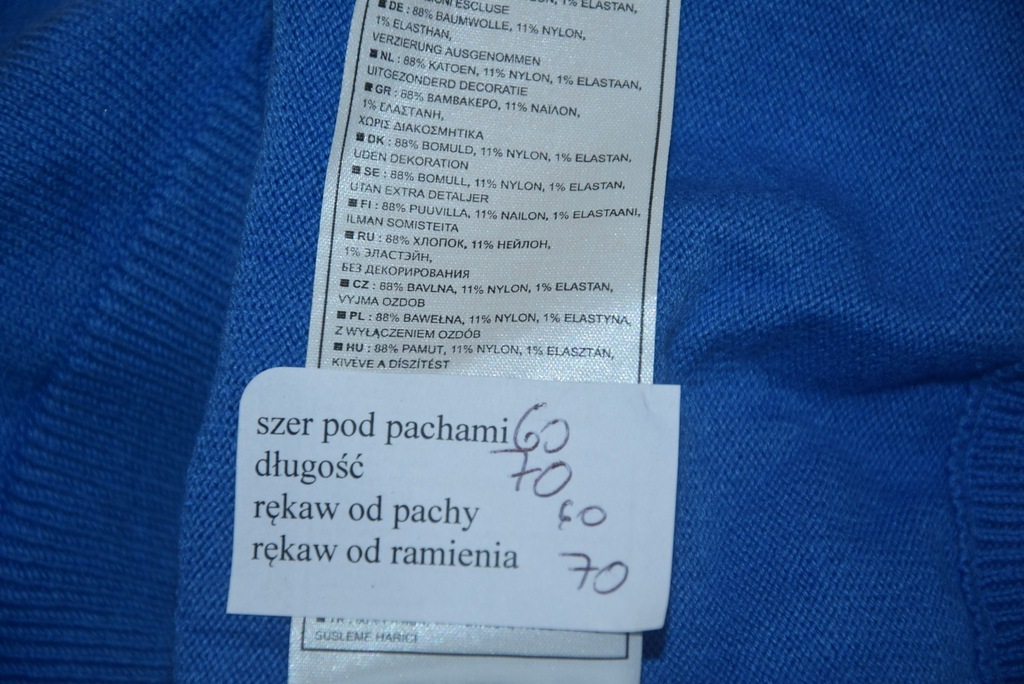 1% ELASTAN,
ESCLUSE
■ DE : 88% BAUMWOLLE, 11% NYLON,
1% ELASTHAN,
VERZIERUNG AUSGENOMMEN
■ NL : 88% KATOEN, 11% NYLON, 1% ELASTAAN,
UITGEZONDERD DECORATIE
■ GR : 88% ΒΑΜΒΑΚΕΡΟ, 11% ΝΑΙΛΟΝ,
1% ΕΛΑΣΤΑΝΗ,
ΧΩΡΙΣ ΔΙΑΚΟΣΜΗΤΙΚΑ
■ DK : 88% BOMULD, 11% NYLON, 1% ELASTAN,
UDEN DEKORATION
■ SE : 88% BOMULL, 11% NYLON, 1% ELASTAN,
UTAN EXTRA DETALJER
■ FI : 88% PUUVILLA, 11% NAILON, 1% ELASTAANI,
ILMAN SOMISTEITA
■ RU : 88% ХЛОПОК, 11% НЕЙЛОН,
1% ЭЛАСТЭЙН,
БЕЗ ДЕКОРИРОВАНИЯ
■ CZ : 88% BAVLNA, 11% NYLON, 1% ELASTAN,
VYJMA OZDOB
■ PL : 88% BAWEŁNA, 11% NYLON, 1% ELASTYNA,
Z WYŁĄCZENIEM OZDÓB
■ HU : 88% PAMUT, 11% NYLON, 1% ELASZTÁN,
KIVÉVE A DÍSZÍTÉST
szer pod pachami 60
długość 70
rękaw od pachy 60
rękaw od ramienia 70
SÜSLEME HARİCİ